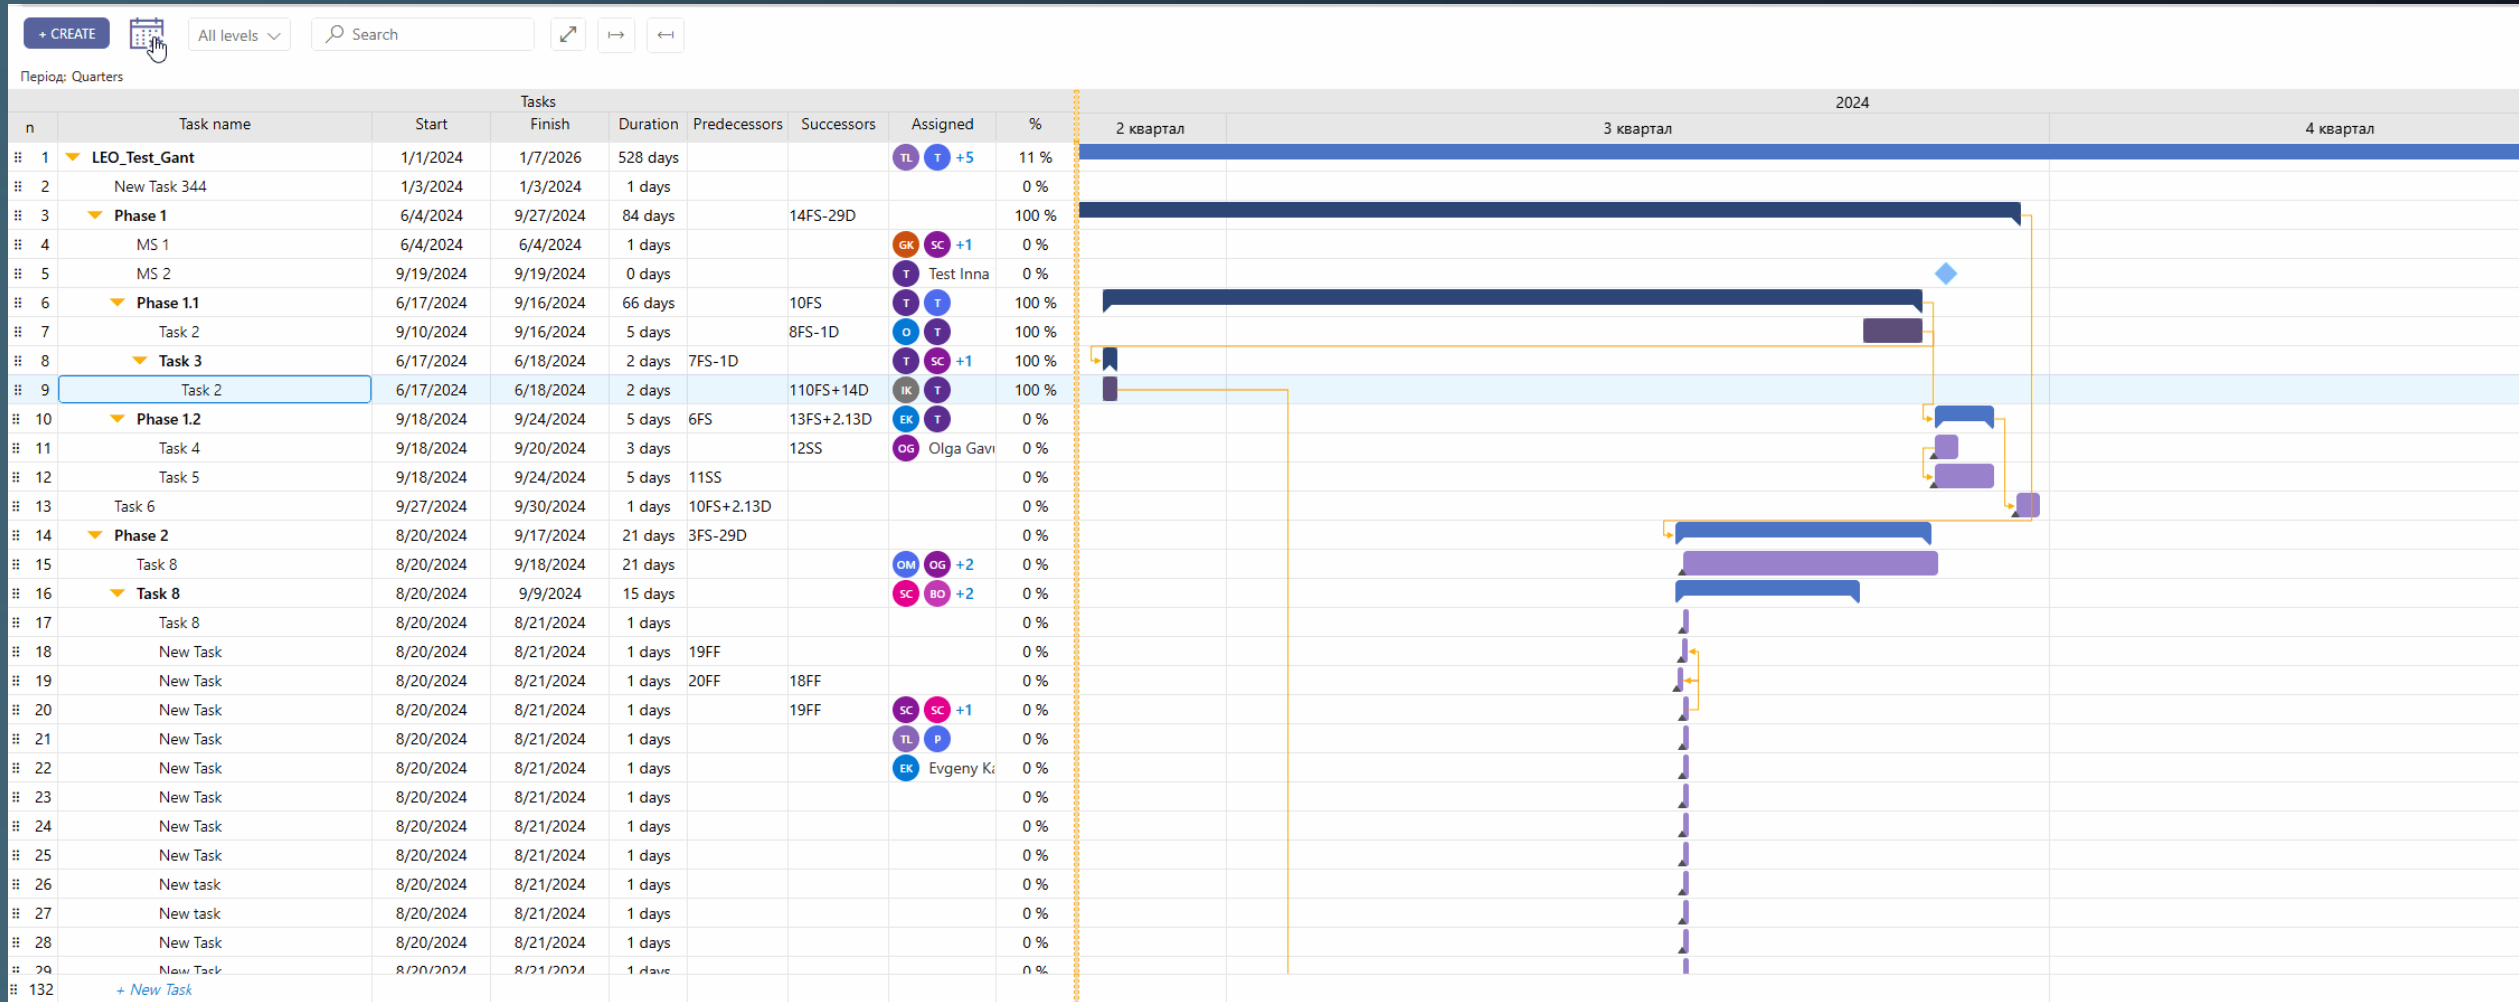 + CREATE All levels Search
Період: Quarters
Tasks 2024
n Task name Start Finish Duration Predecessors Successors Assigned % 2 квартал 3 квартал 4 квартал
1 LEO_Test_Gant 1/1/2024 1/7/2026 528 days TL T +5 11 %
2 New Task 344 1/3/2024 1/3/2024 1 days 0 %
3 Phase 1 6/4/2024 9/27/2024 84 days 14FS-29D 100 %
4 MS 1 6/4/2024 6/4/2024 1 days GK SC +1 0 %
5 MS 2 9/19/2024 9/19/2024 0 days T Test Inna 0 %
6 Phase 1.1 6/17/2024 9/16/2024 66 days 10FS T T 100 %
7 Task 2 9/10/2024 9/16/2024 5 days 8FS-1D O T 100 %
8 Task 3 6/17/2024 6/18/2024 2 days 7FS-1D T SC +1 100 %
9 Task 2 6/17/2024 6/18/2024 2 days 110FS+14D IK T 100 %
10 Phase 1.2 9/18/2024 9/24/2024 5 days 6FS 13FS+2.13D EK T 0 %
11 Task 4 9/18/2024 9/20/2024 3 days 12SS OG Olga 0 %
12 Task 5 9/18/2024 9/24/2024 5 days 11SS 0 %
13 Task 6 9/27/2024 9/30/2024 1 days 10FS+2.13D 0 %
14 Phase 2 8/20/2024 9/17/2024 21 days 3FS-29D 0 %
15 Task 8 8/20/2024 9/18/2024 21 days OM OG +2 0 %
16 Task 8 8/20/2024 9/9/2024 15 days SC BO +2 0 %
17 Task 8 8/20/2024 8/21/2024 1 days 0 %
18 New Task 8/20/2024 8/21/2024 1 days 19FF 0 %
19 New Task 8/20/2024 8/21/2024 1 days 20FF 18FF 0 %
20 New Task 8/20/2024 8/21/2024 1 days 19FF SC SC +1 0 %
21 New Task 8/20/2024 8/21/2024 1 days TL P 0 %
22 New Task 8/20/2024 8/21/2024 1 days EK Evgeny 0 %
23 New Task 8/20/2024 8/21/2024 1 days 0 %
24 New Task 8/20/2024 8/21/2024 1 days 0 %
25 New Task 8/20/2024 8/21/2024 1 days 0 %
26 New task 8/20/2024 8/21/2024 1 days 0 %
27 New task 8/20/2024 8/21/2024 1 days 0 %
28 New Task 8/20/2024 8/21/2024 1 days 0 %
29 New Task 8/20/2024 8/21/2024 1 days 0 %
132 + New Task